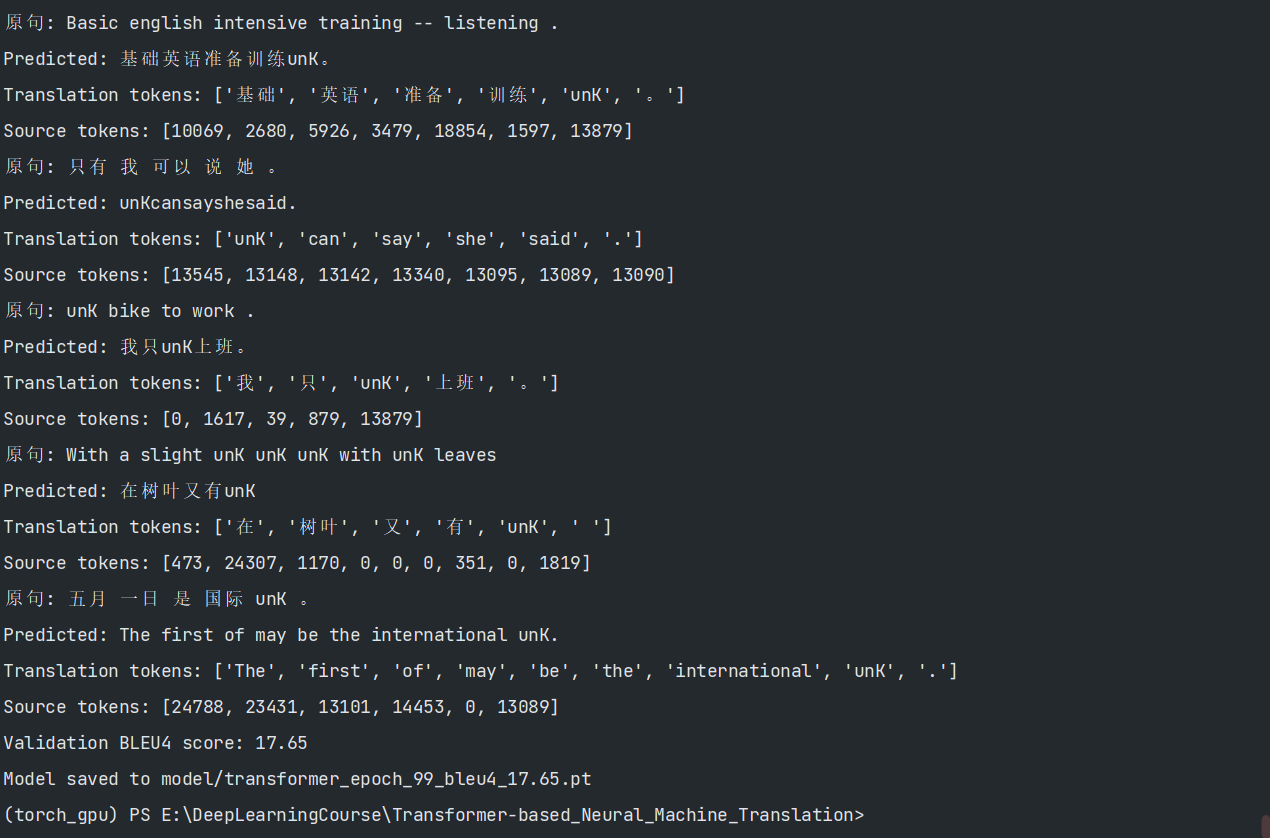 原句: Basic english intensive training -- listening .
Predicted: 基础英语准备训练unK。
Translation tokens: ['基础', '英语', '准备', '训练', 'unK', '。']
Source tokens: [10069, 2680, 5926, 3479, 18854, 1597, 13879]
原句: 只有 我 可以 说 她 。
Predicted: unKcansayshesaid.
Translation tokens: ['unK', 'can', 'say', 'she', 'said', '.']
Source tokens: [13545, 13148, 13142, 13340, 13095, 13089, 13090]
原句: unK bike to work .
Predicted: 我只unK上班。
Translation tokens: ['我', '只', 'unK', '上班', '。']
Source tokens: [0, 1617, 39, 879, 13879]
原句: With a slight unK unK unK with unK leaves
Predicted: 在树叶又有unK
Translation tokens: ['在', '树叶', '又', '有', 'unK', ' ']
Source tokens: [473, 24307, 1170, 0, 0, 0, 351, 0, 1819]
原句: 五月 一日 是 国际 unK 。
Predicted: The first of may be the international unK.
Translation tokens: ['The', 'first', 'of', 'may', 'be', 'the', 'international', 'unK', '.']
Source tokens: [24788, 23431, 13101, 14453, 0, 13089]
Validation BLEU4 score: 17.65
Model saved to model/transformer_epoch_99_bleu4_17.65.pt
(torch_gpu) PS E:\DeepLearningCourse\Transformer-based_Neural_Machine_Translation>